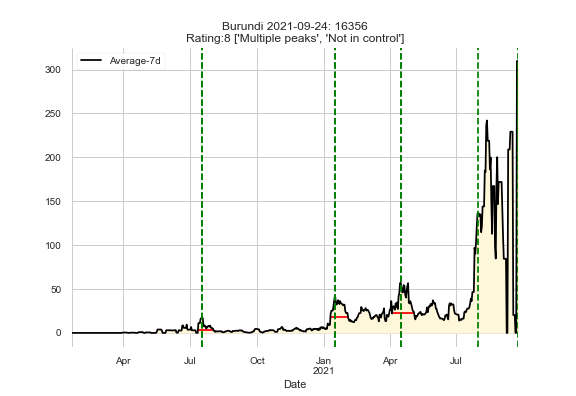 Burundi 2021-09-24: 16356
Rating:8 ['Multiple peaks', 'Not in control']
Average-7d
300
250
200
150
100
50
0
Apr
Jul
Oct
Jan
2021
Apr
Jul
Date